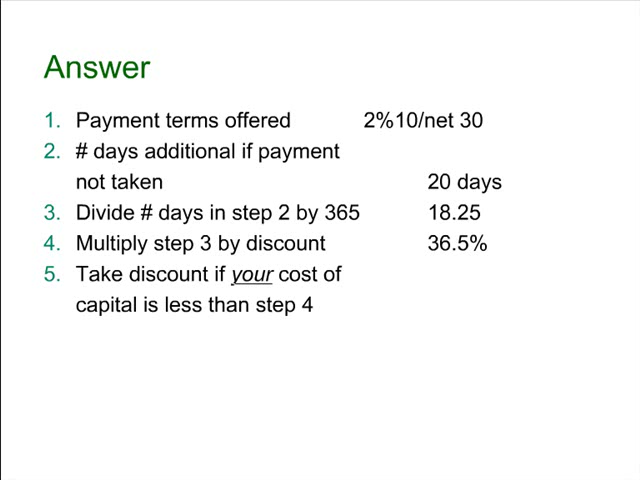 Answer
1. Payment terms offered 2%10/net 30
2. # days additional if payment
not taken 20 days
3. Divide # days in step 2 by 365 18.25
4. Multiply step 3 by discount 36.5%
5. Take discount if your cost of
capital is less than step 4